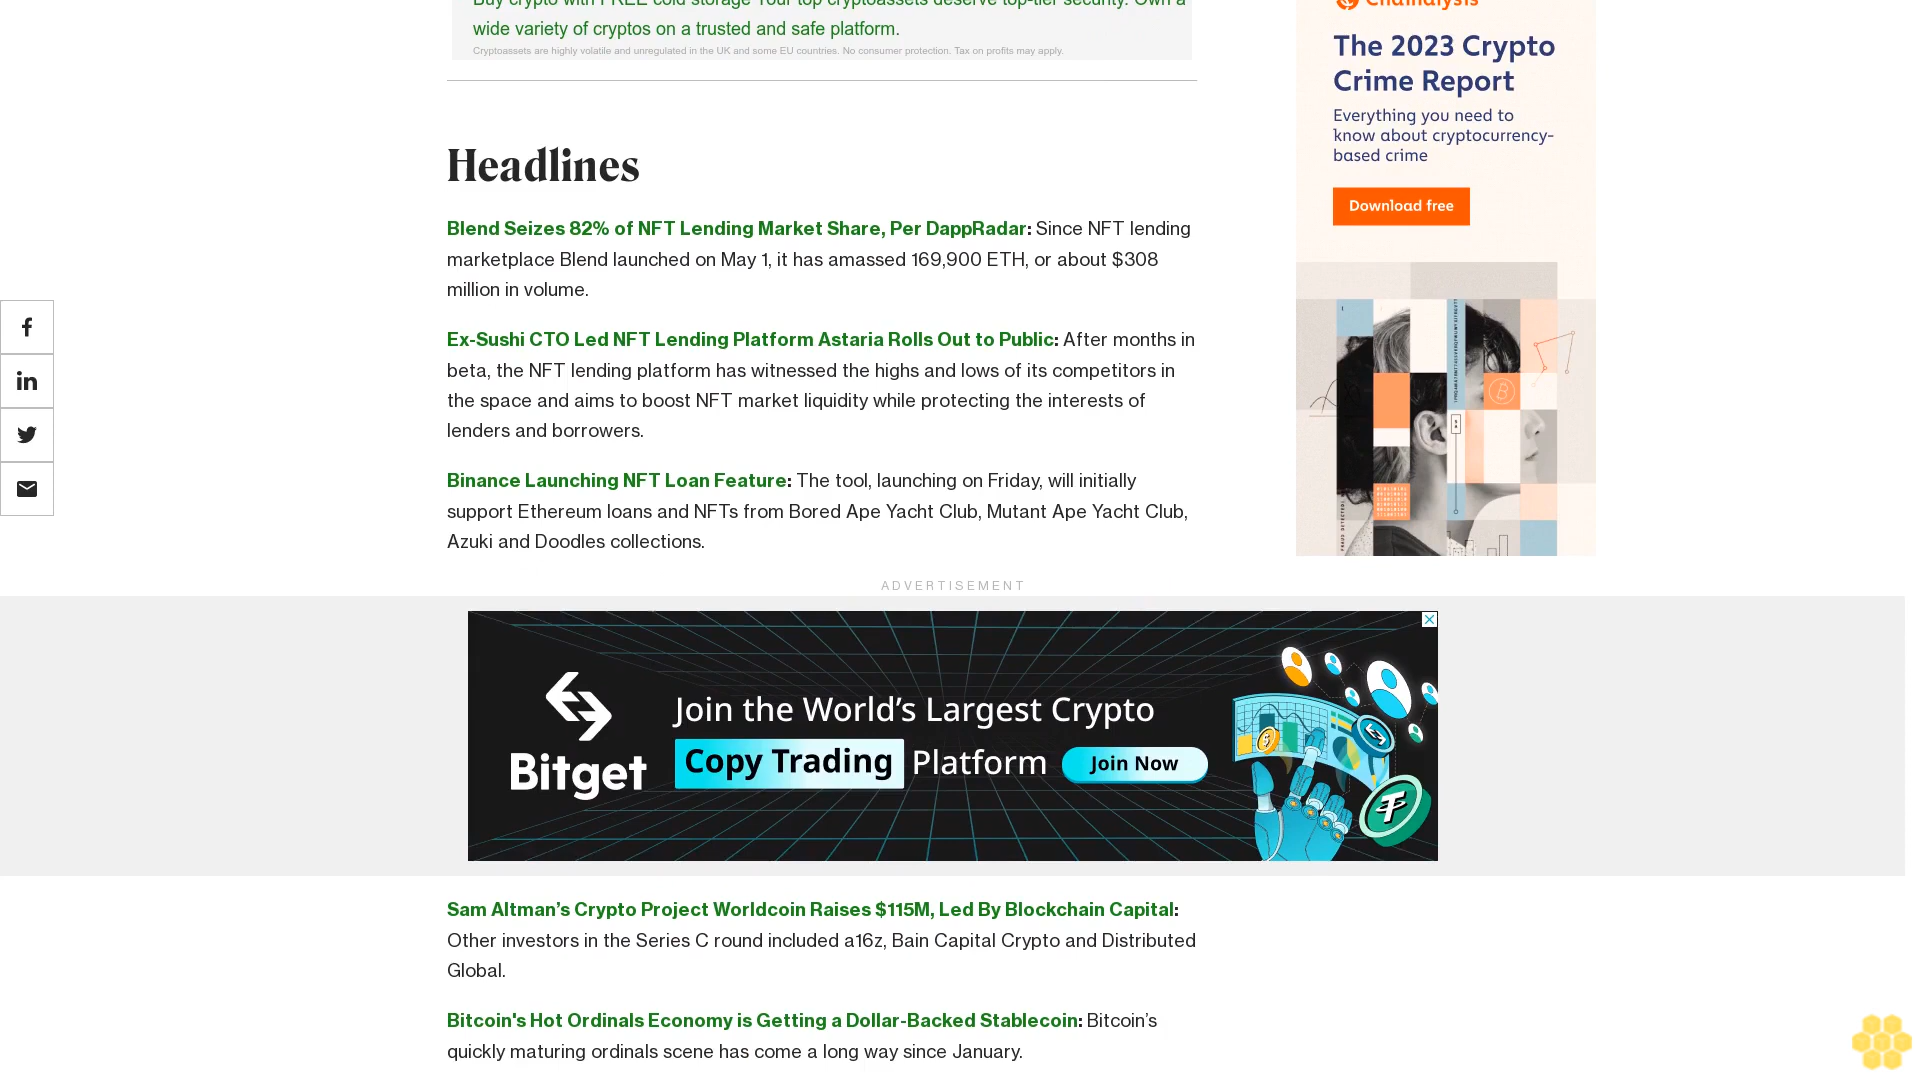 Buy crypto with FREE cold storage Your top cryptoassets deserve top-tier security. Own a
wide variety of cryptos on a trusted and safe platform.
Cryptoassets are highly volatile and unregulated in the UK and some EU countries. No consumer protection. Tax on profits may apply.
Headlines
Blend Seizes 82% of NFT Lending Market Share, Per DappRadar: Since NFT lending
marketplace Blend launched on May 1, it has amassed 169,900 ETH, or about $308
million in volume.
Ex-Sushi CTO Led NFT Lending Platform Astaria Rolls Out to Public: After months in
beta, the NFT lending platform has witnessed the highs and lows of its competitors in
the space and aims to boost NFT market liquidity while protecting the interests of
lenders and borrowers.
Binance Launching NFT Loan Feature: The tool, launching on Friday, will initially
support Ethereum loans and NFTs from Bored Ape Yacht Club, Mutant Ape Yacht Club,
Azuki and Doodles collections.
Chainalysis
The 2023 Crypto
Crime Report
Everything you need to
know about cryptocurrency-
based crime
Download free
ADVERTISEMENT
Bitget
Join the World's Largest Crypto
Copy Trading Platform
Join Now
Sam Altman’s Crypto Project Worldcoin Raises $115M, Led By Blockchain Capital:
Other investors in the Series C round included a16z, Bain Capital Crypto and Distributed
Global.
Bitcoin's Hot Ordinals Economy is Getting a Dollar-Backed Stablecoin: Bitcoin’s
quickly maturing ordinals scene has come a long way since January.